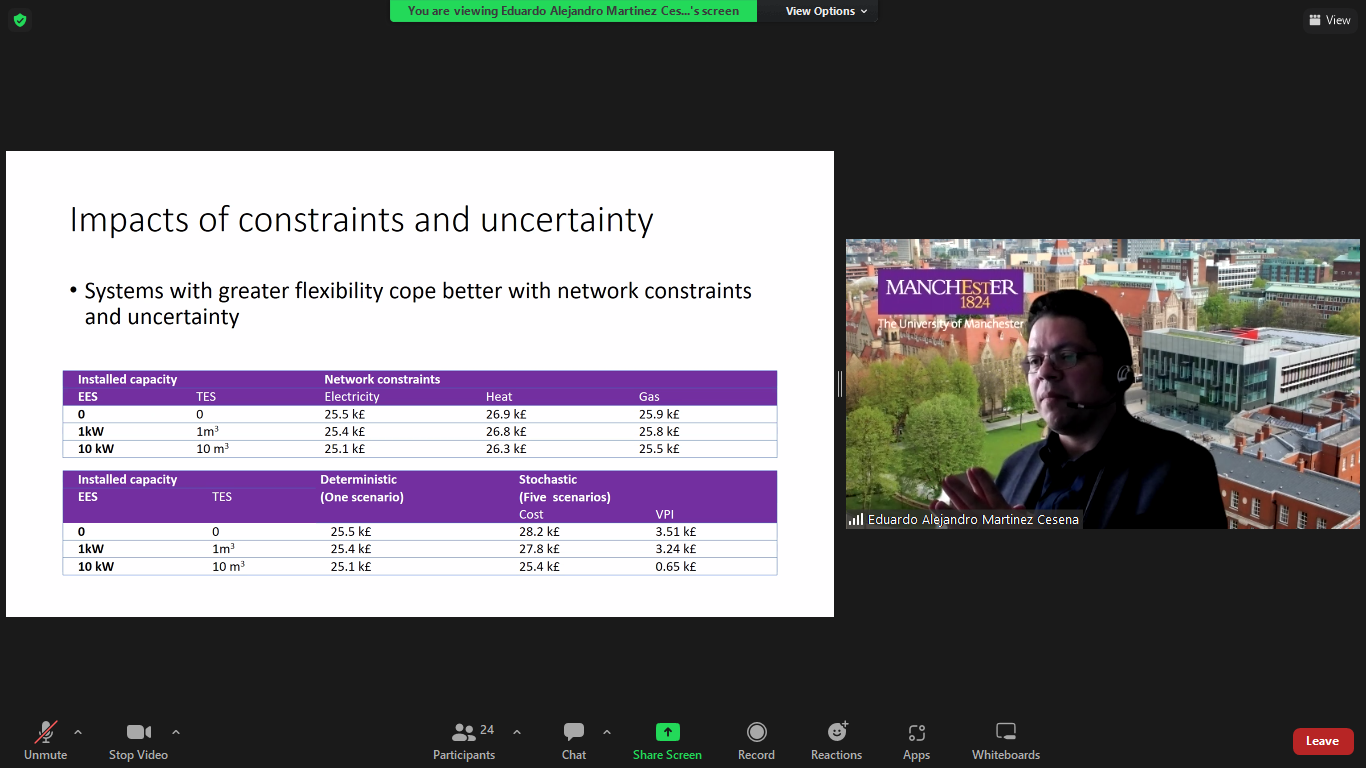 You are viewing Eduardo Alejandro Martinez Ces...'s screen
View Options
View
Impacts of constraints and uncertainty
• Systems with greater flexibility cope better with network constraints
and uncertainty
Installed capacity Network constraints
EES TES Electricity Heat Gas
0 0 25.5 k£ 26.9 k£ 25.9 k£
1kW 1m³ 25.4 k£ 26.8 k£ 25.8 k£
10 kW 10 m³ 25.1 k£ 26.3 k£ 25.5 k£
Installed capacity Deterministic Stochastic
EES TES (One scenario) (Five scenarios)
Cost VPI
0 0 25.5 k£ 28.2 k£ 3.51 k£
1kW 1m³ 25.4 k£ 27.8 k£ 3.24 k£
10 kW 10 m³ 25.1 k£ 25.4 k£ 0.65 k£
MANCHESTER
1824
The University of Manchester
Eduardo Alejandro Martinez Cesena
24
Unmute Stop Video Participants Chat Share Screen Record Reactions Apps Whiteboards Leave